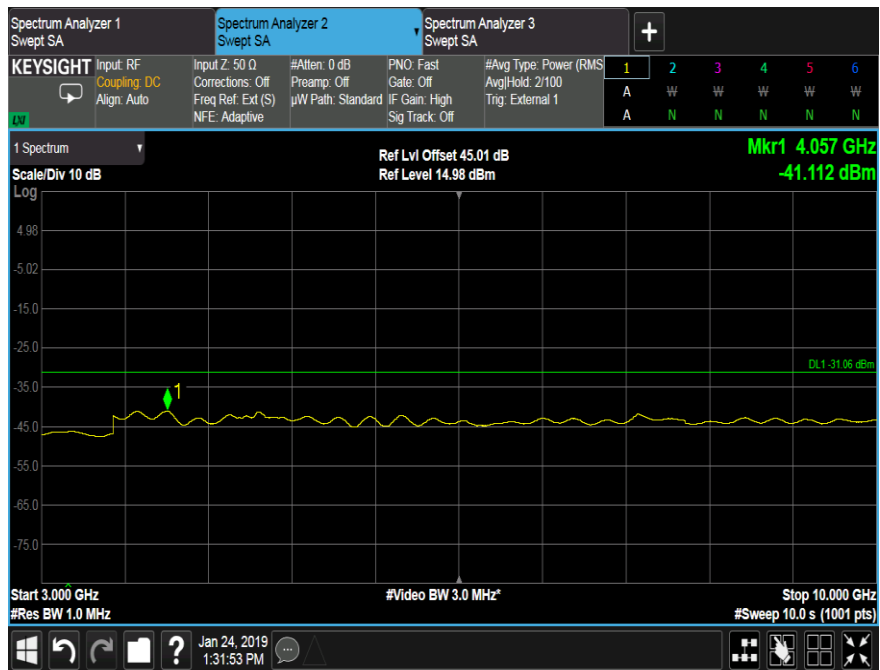 Spectrum Analyzer 1
Swept SA
Spectrum Analyzer 2
Swept SA
Spectrum Analyzer 3
Swept SA
+
KEYSIGHT
LXI
Input: RF
Coupling: DC
Align: Auto
Input Z: 50 Ω
Corrections: Off
Freq Ref: Ext (S)
NFE: Adaptive
#Atten: 0 dB
Preamp: Off
µW Path: Standard
PNO: Fast
Gate: Off
IF Gain: High
Sig Track: Off
#Avg Type: Power (RMS
Avg|Hold: 2/100
Trig: External 1
1 2 3 4 5 6
A W W W W W
A N N N N N
1 Spectrum
Scale/Div 10 dB
Ref Lvl Offset 45.01 dB
Ref Level 14.98 dBm
Mkr1 4.057 GHz
-41.112 dBm
Log
4.98
-5.02
-15.0
-25.0
DL1 -31.06 dBm
-35.0
1
-45.0
-55.0
-65.0
-75.0
Start 3.000 GHz
#Res BW 1.0 MHz
#Video BW 3.0 MHz*
Stop 10.000 GHz
#Sweep 10.0 s (1001 pts)
?
Jan 24, 2019
1:31:53 PM